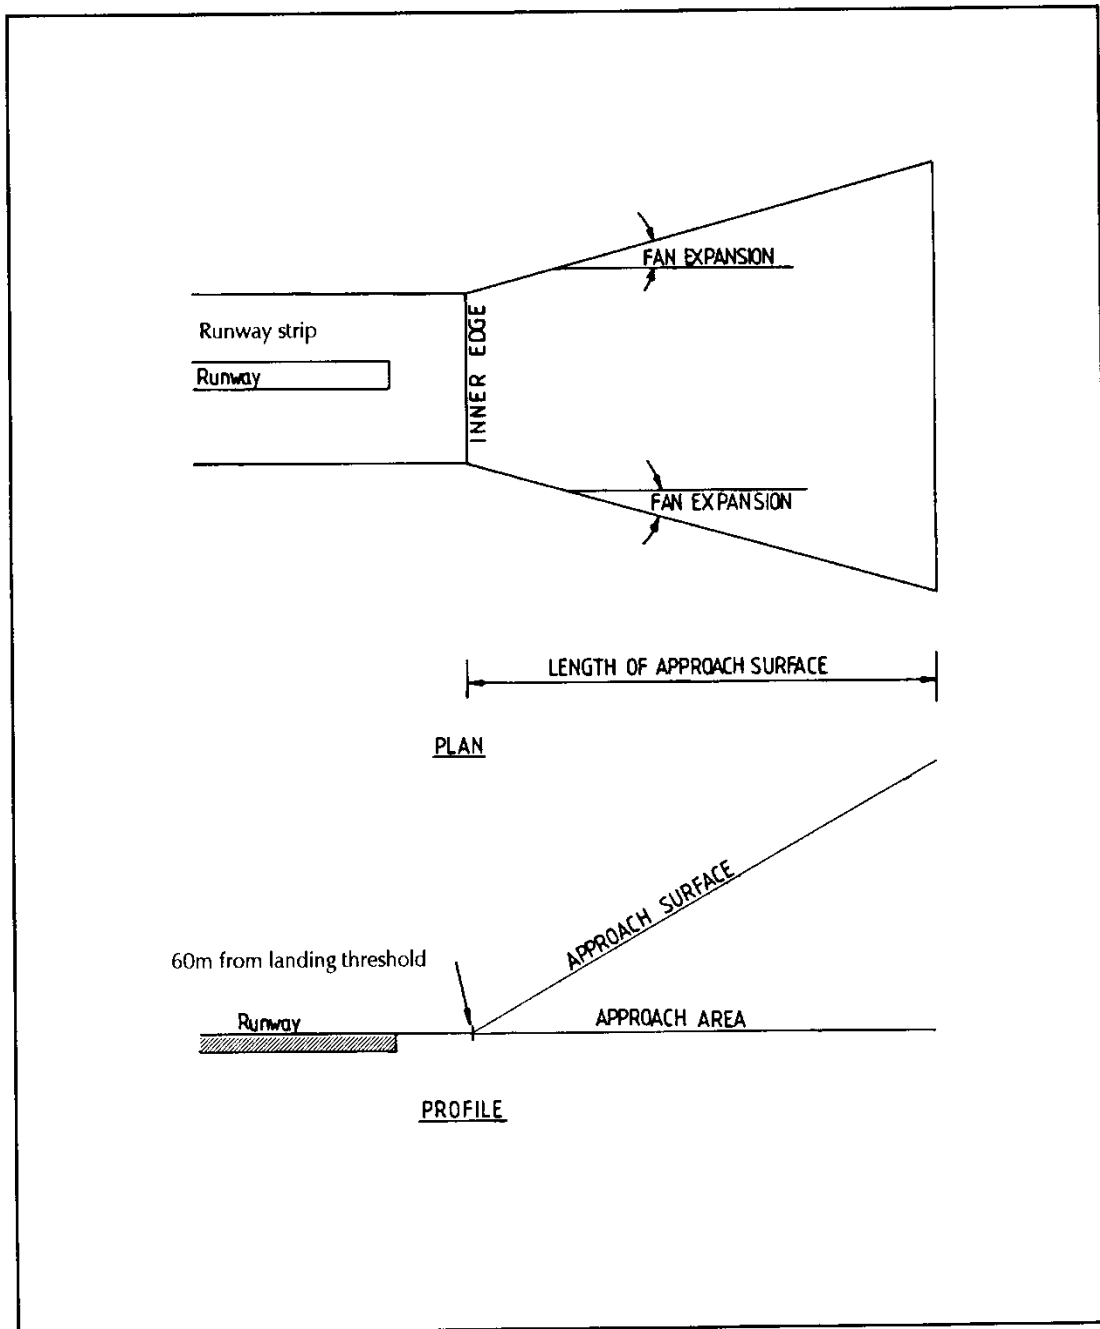 FAN EXPANSION
Runway strip
INNER EDGE
Runway
FAN EXPANSION
LENGTH OF APPROACH SURFACE
PLAN
APPROACH SURFACE
60m from landing threshold
Runway
APPROACH AREA
PROFILE